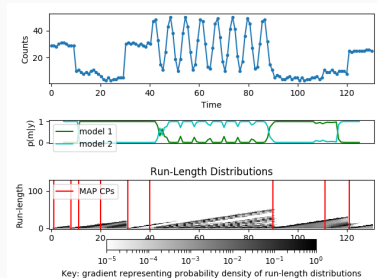 40
20
Counts
0 20 40 60 80 100 120
Time
1
0
p(m|y)
model 1
model 2
Run-Length Distributions
100
0
Run-length
MAP CPs
0 20 40 60 80 100 120
10^-5 10^-4 10^-3 10^-2 10^-1 10^0
Key: gradient representing probability density of run-length distributions